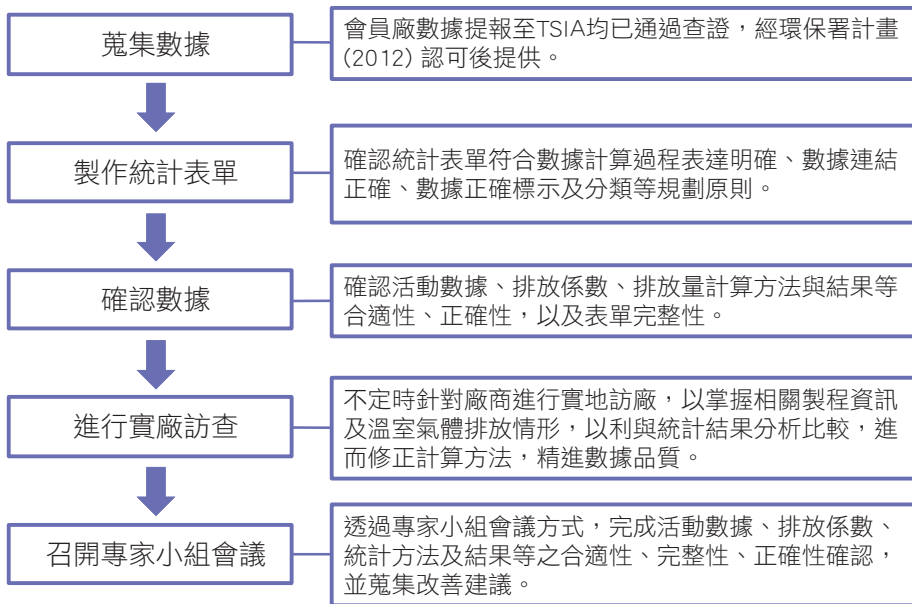 蒐集數據
會員廠數據提報至TSIA均已通過查證，經環保署計畫
(2012) 認可後提供。
製作統計表單
確認統計表單符合數據計算過程表達明確、數據連結
正確、數據正確標示及分類等規劃原則。
確認數據
確認活動數據、排放係數、排放量計算方法與結果等
合適性、正確性，以及表單完整性。
進行實廠訪查
不定時針對廠商進行實地訪廠，以掌握相關製程資訊
及溫室氣體排放情形，以利與統計結果分析比較，進
而修正計算方法，精進數據品質。
召開專家小組會議
透過專家小組會議方式，完成活動數據、排放係數、
統計方法及結果等之合適性、完整性、正確性確認，
並蒐集改善建議。